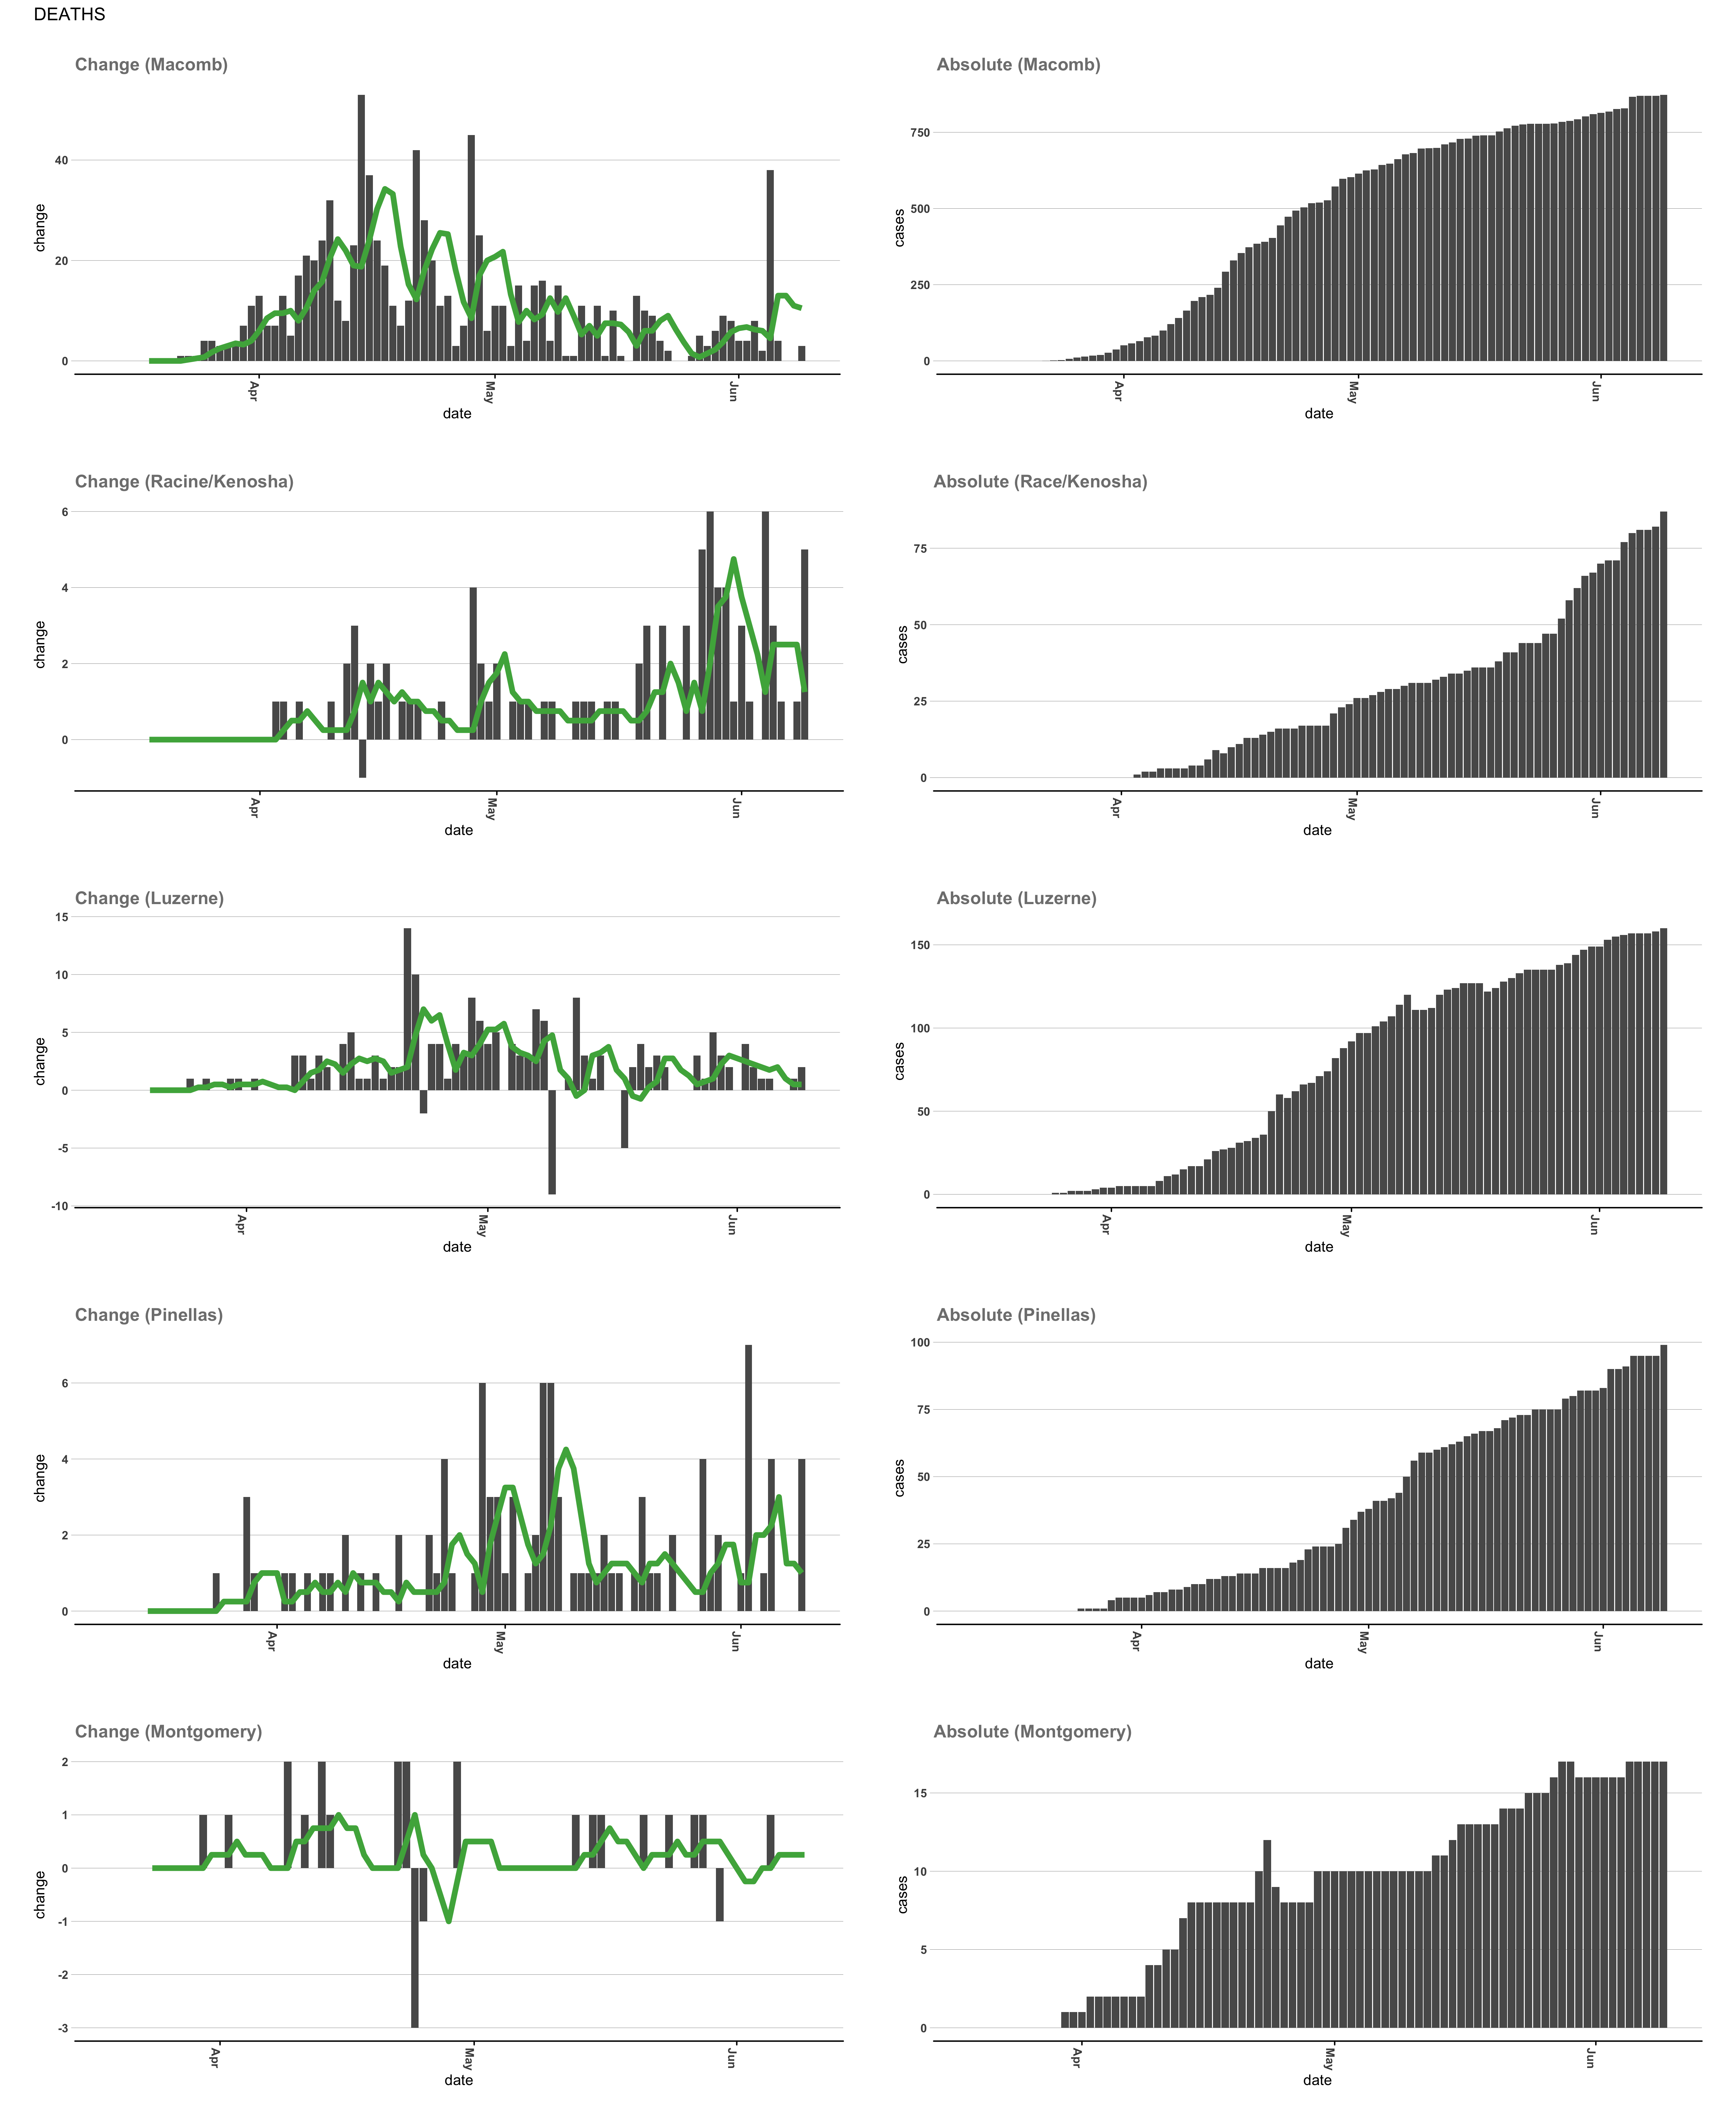 DEATHS
Change (Macomb)
change
40
20
0
Apr
May
Jun
date
Absolute (Macomb)
cases
750
500
250
0
Apr
May
Jun
date
Change (Racine/Kenosha)
change
6
4
2
0
Apr
May
Jun
date
Absolute (Race/Kenosha)
cases
75
50
25
0
Apr
May
Jun
date
Change (Luzerne)
change
15
10
5
0
-5
-10
Apr
May
Jun
date
Absolute (Luzerne)
cases
150
100
50
0
Apr
May
Jun
date
Change (Pinellas)
change
6
4
2
0
Apr
May
Jun
date
Absolute (Pinellas)
cases
100
75
50
25
0
Apr
May
Jun
date
Change (Montgomery)
change
2
1
0
-1
-2
-3
Apr
May
Jun
date
Absolute (Montgomery)
cases
15
10
5
0
Apr
May
Jun
date